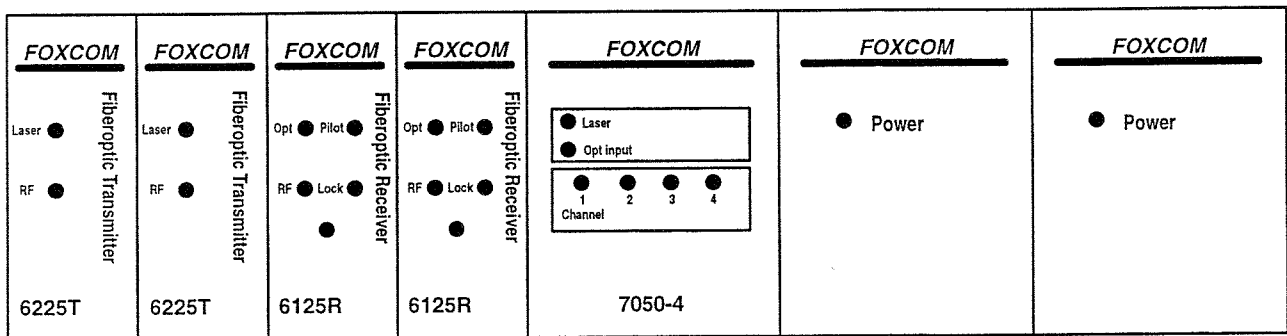 FOXCOM
Fiberoptic Transmitter
Laser
RF
6225T
FOXCOM
Fiberoptic Transmitter
Laser
RF
6225T
FOXCOM
Fiberoptic Receiver
Opt Pilot
RF Lock
6125R
FOXCOM
Fiberoptic Receiver
Opt Pilot
RF Lock
6125R
FOXCOM
Laser
Opt input
1 2 3 4
Channel
7050-4
FOXCOM
Power
FOXCOM
Power